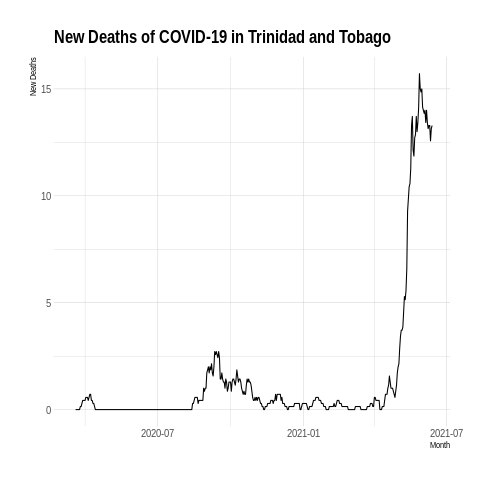 New Deaths of COVID-19 in Trinidad and Tobago
New Deaths
15
10
5
0
2020-07
2021-01
2021-07
Month